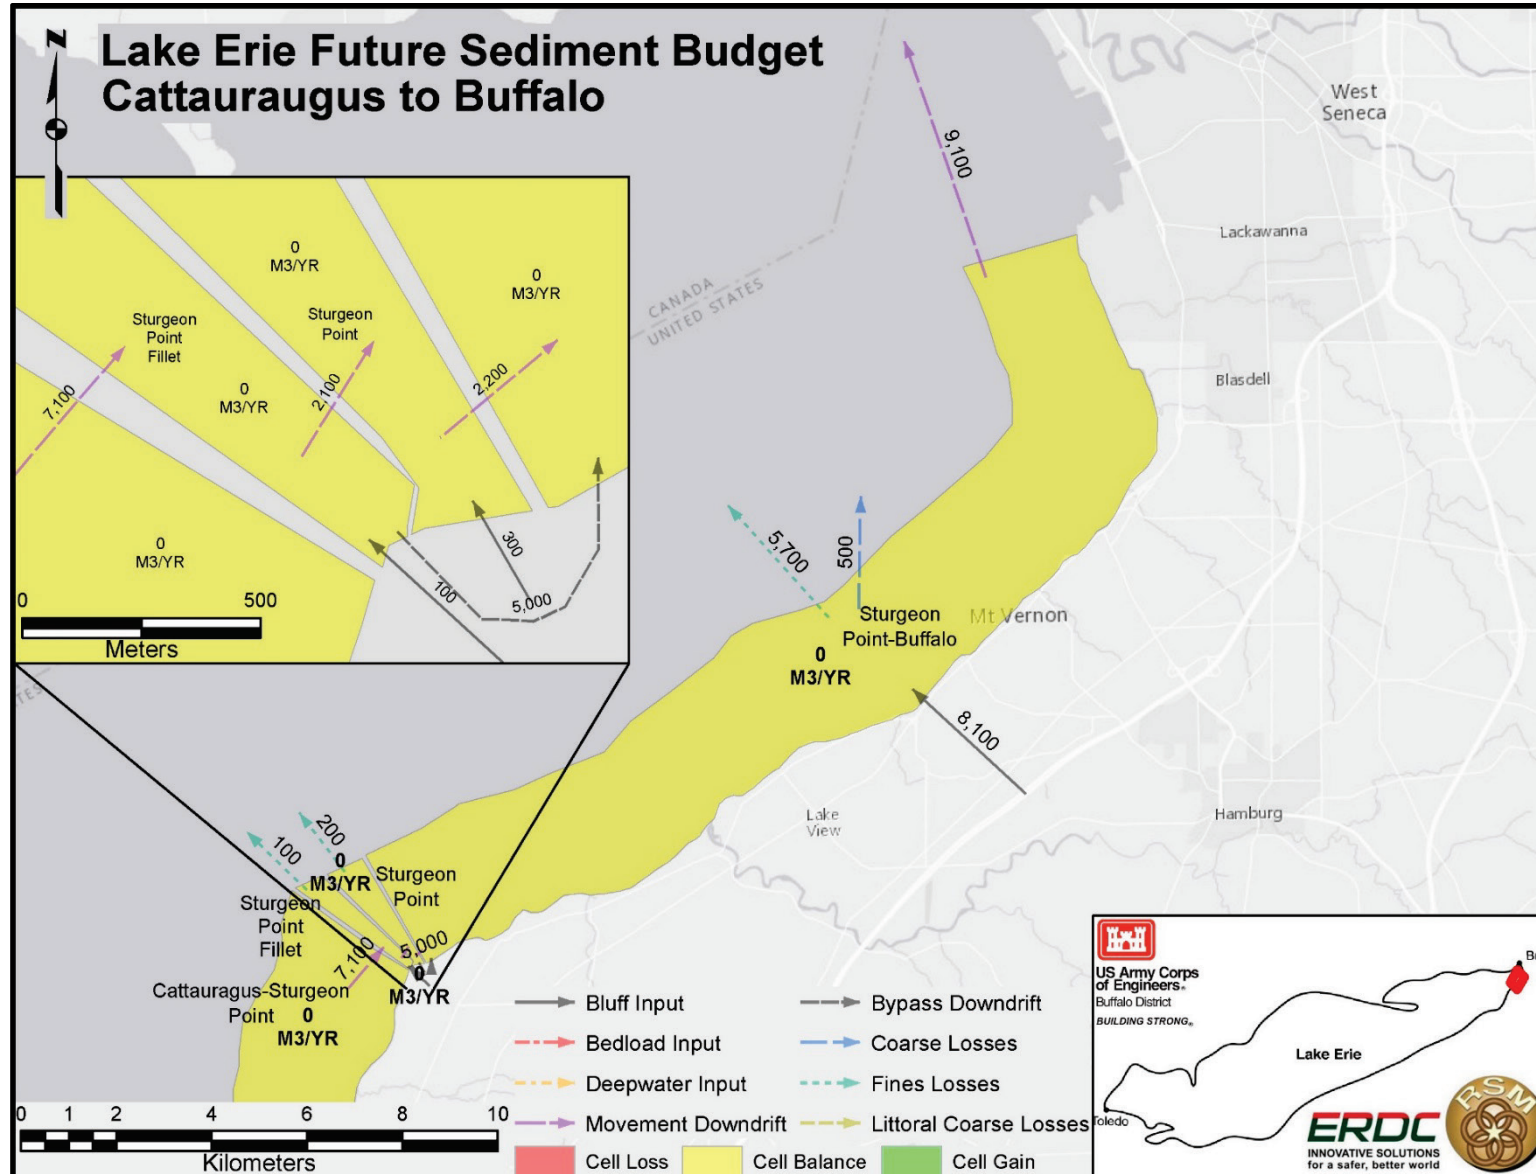 N
Lake Erie Future Sediment Budget
Cattauraugus to Buffalo
0
M3/YR
Sturgeon
Point
0
M3/YR
Sturgeon
Point
Fillet
0
M3/YR
7,100
2,100
2,200
0
M3/YR
300
100
5,000
0 500
Meters
9,100
CANADA
UNITED STATES
West
Seneca
Lackawanna
Blasdell
5,700
500
Sturgeon
Point-Buffalo
0
M3/YR
Mt Vernon
8,100
Lake
View
Hamburg
TES
100
200
0
M3/YR
Sturgeon
Point
Sturgeon
Point
Fillet
7,100
5,000
0
M3/YR
Cattauragus-Sturgeon
Point
0
M3/YR
0 1 2 4 6 8 10
Kilometers
Bluff Input
Bypass Downdrift
Bedload Input
Coarse Losses
Deepwater Input
Fines Losses
Movement Downdrift
Littoral Coarse Losses
Cell Loss
Cell Balance
Cell Gain
US Army Corps
of Engineers®
Buffalo District
BUILDING STRONG®
Lake Erie
Toledo
Bu
ERDC
INNOVATIVE SOLUTIONS
for a safer, better world
RSM